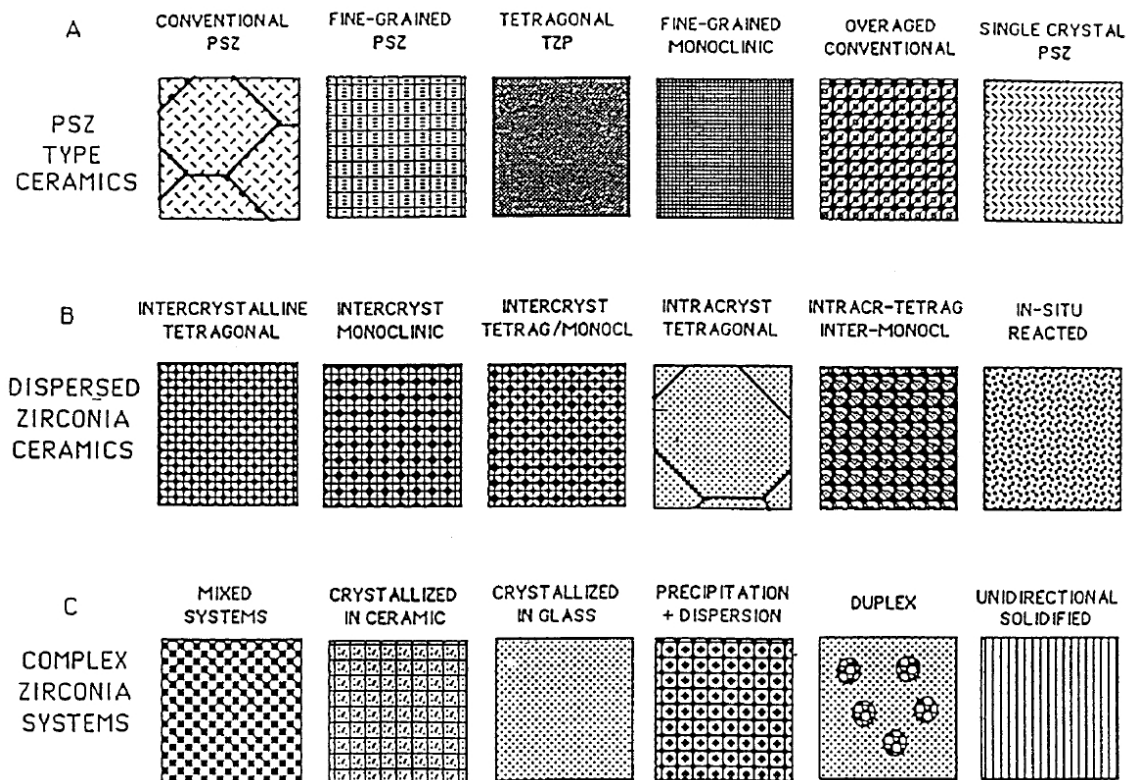 A
CONVENTIONAL
PSZ
FINE-GRAINED
PSZ
TETRAGONAL
TZP
FINE-GRAINED
MONOCLINIC
OVERAGED
CONVENTIONAL
SINGLE CRYSTAL
PSZ
PSZ
TYPE
CERAMICS
B
INTERCRYSTALLINE
TETRAGONAL
INTERCRYST
MONOCLINIC
INTERCRYST
TETRAG/MONOCL
INTRACRYST
TETRAGONAL
INTRACR-TETRAG
INTER-MONOCL
IN-SITU
REACTED
DISPERSED
ZIRCONIA
CERAMICS
C
MIXED
SYSTEMS
CRYSTALLIZED
IN CERAMIC
CRYSTALLIZED
IN GLASS
PRECIPITATION
+ DISPERSION
DUPLEX
UNIDIRECTIONAL
SOLIDIFIED
COMPLEX
ZIRCONIA
SYSTEMS